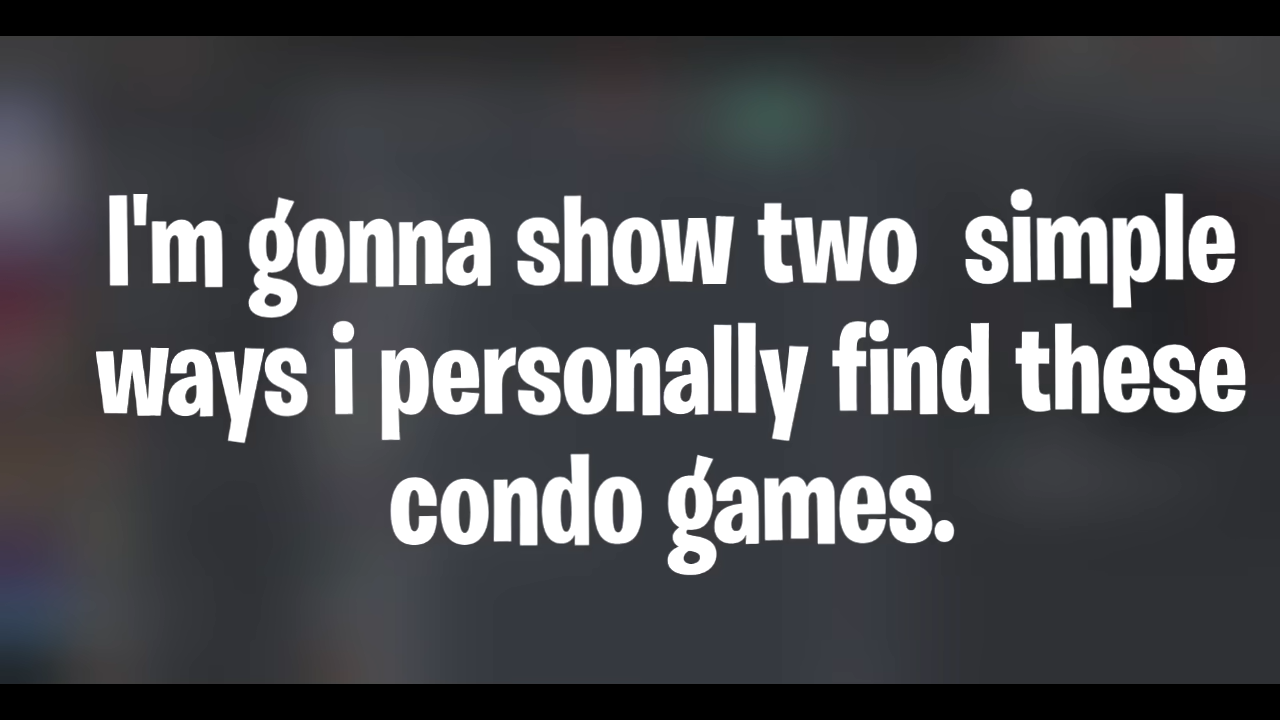 I'm gonna show two  simple
ways i personally find these
condo games.